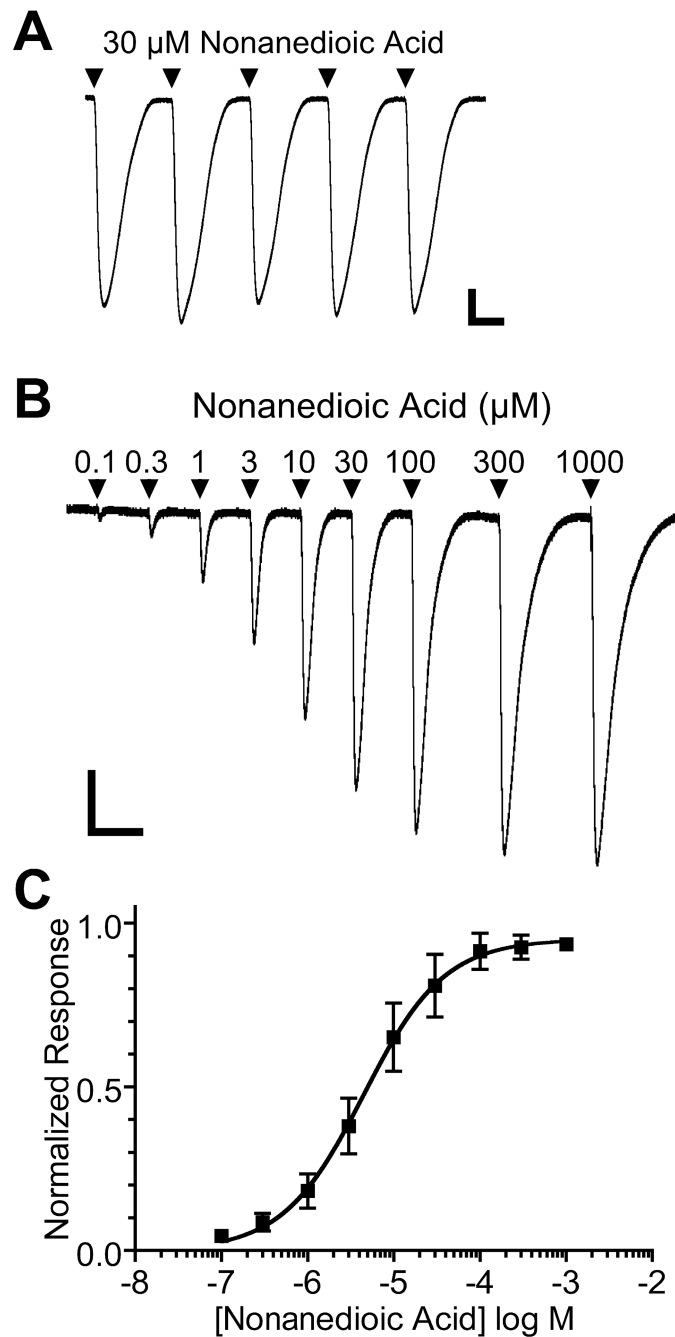 A
30 µM Nonanedioic Acid
B
Nonanedioic Acid (µM)
0.1 0.3 1 3 10 30 100 300 1000
C
Normalized Response
1.0
0.5
0.0
-8 -7 -6 -5 -4 -3 -2
[Nonanedioic Acid] log M